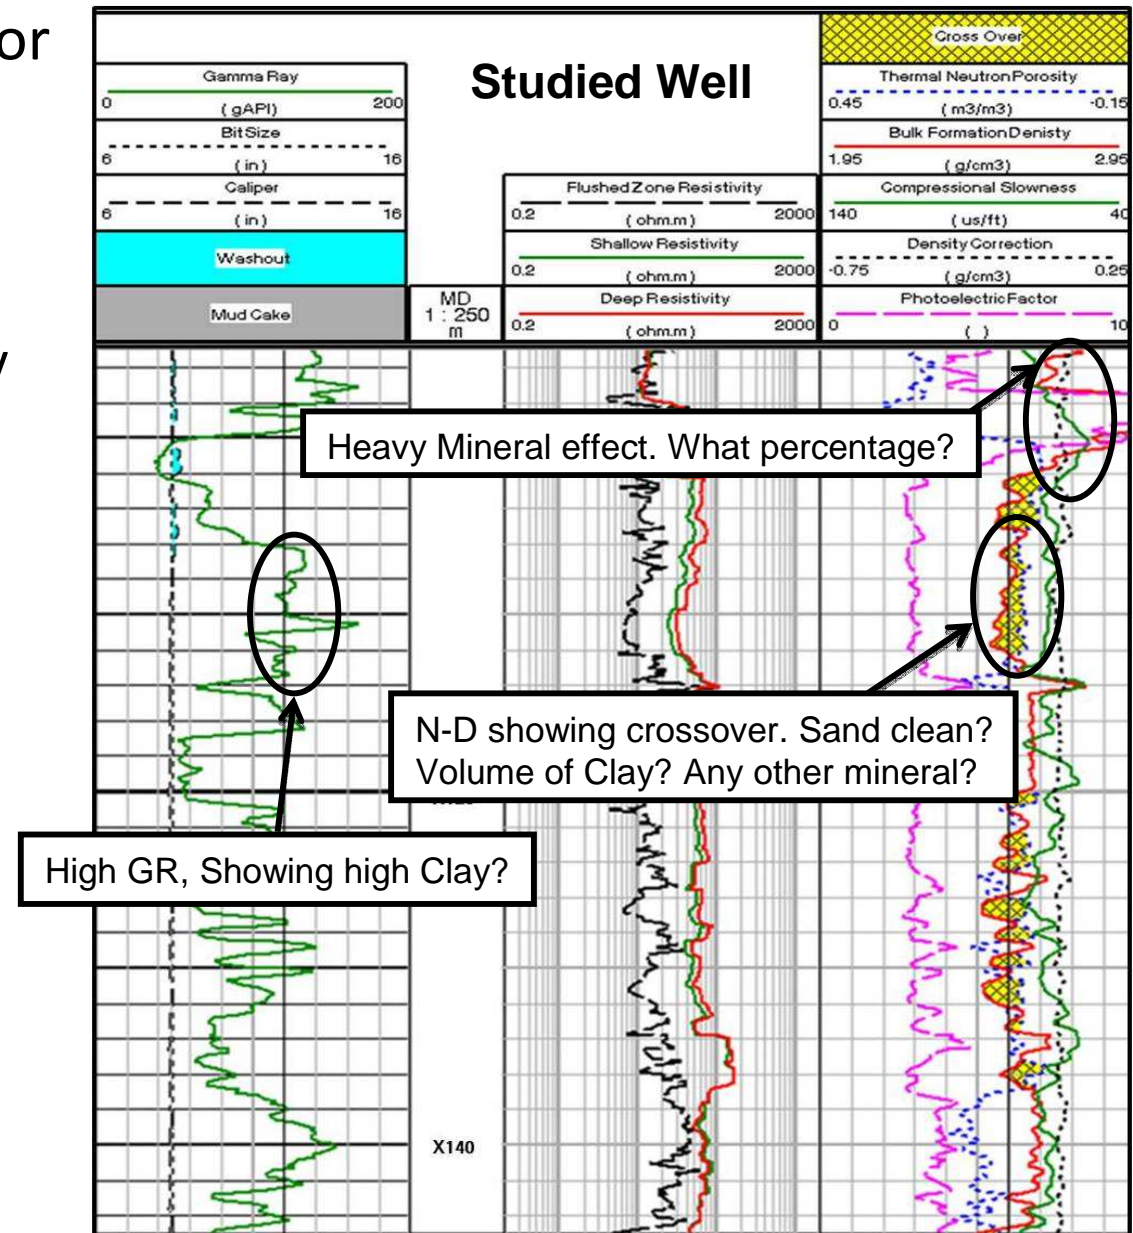 or
y
Studied Well
Gamma Ray
0 (gAPI) 200
Bit Size
6 (in) 16
Caliper
6 (in) 16
Washout
Mud Cake
MD
1 : 250
m
Flushed Zone Resistivity
0.2 (ohm.m) 2000
Shallow Resistivity
0.2 (ohm.m) 2000
Deep Resistivity
0.2 (ohm.m) 2000
Cross Over
Thermal Neutron Porosity
0.45 (m3/m3) -0.15
Bulk Formation Denisty
1.95 (g/cm3) 2.95
Compressional Slowness
140 (us/ft) 40
Density Correction
-0.75 (g/cm3) 0.25
Photoelectric Factor
0 ( ) 10
Heavy Mineral effect. What percentage?
N-D showing crossover. Sand clean?
Volume of Clay? Any other mineral?
High GR, Showing high Clay?
X140